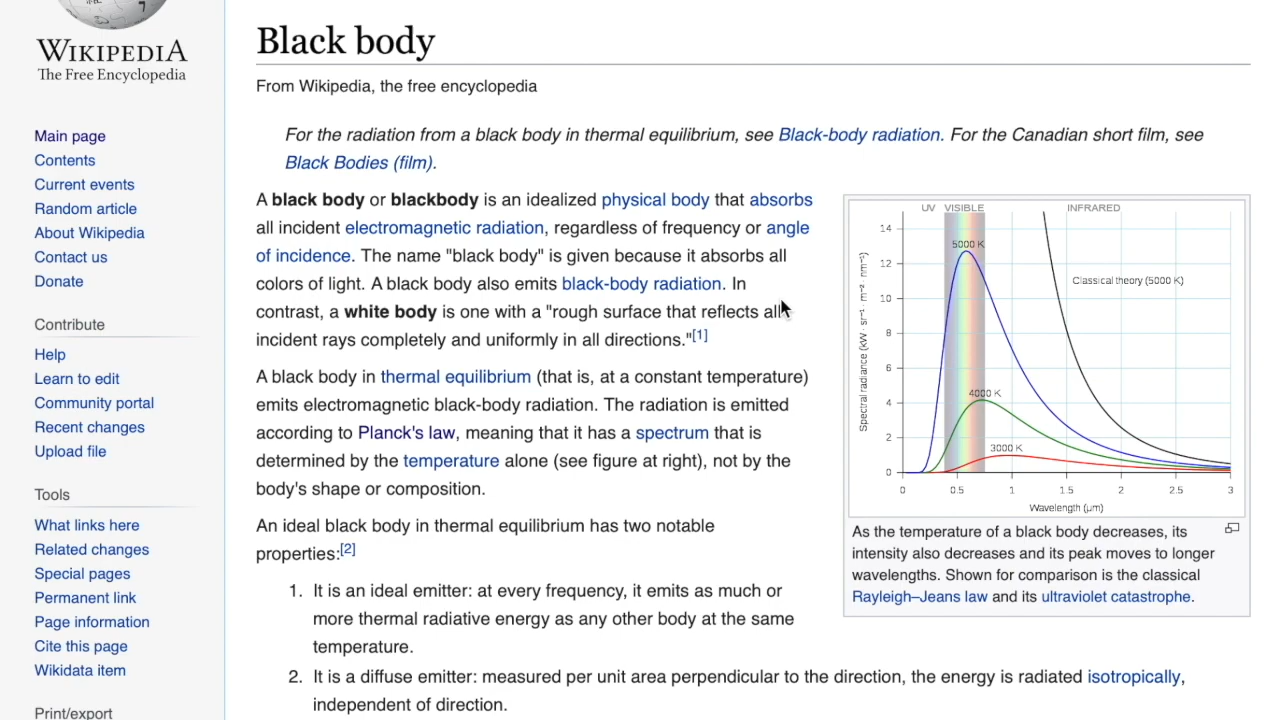 WIKIPEDIA
The Free Encyclopedia
Main page
Contents
Current events
Random article
About Wikipedia
Contact us
Donate
Contribute
Help
Learn to edit
Community portal
Recent changes
Upload file
Tools
What links here
Related changes
Special pages
Permanent link
Page information
Cite this page
Wikidata item
Print/export
Black body
From Wikipedia, the free encyclopedia
For the radiation from a black body in thermal equilibrium, see Black-body radiation. For the Canadian short film, see
Black Bodies (film).
A black body or blackbody is an idealized physical body that absorbs
all incident electromagnetic radiation, regardless of frequency or angle
of incidence. The name "black body" is given because it absorbs all
colors of light. A black body also emits black-body radiation. In
contrast, a white body is one with a "rough surface that reflects all
incident rays completely and uniformly in all directions."[1]
A black body in thermal equilibrium (that is, at a constant temperature)
emits electromagnetic black-body radiation. The radiation is emitted
according to Planck's law, meaning that it has a spectrum that is
determined by the temperature alone (see figure at right), not by the
body's shape or composition.
An ideal black body in thermal equilibrium has two notable
properties:[2]
1. It is an ideal emitter: at every frequency, it emits as much or
more thermal radiative energy as any other body at the same
temperature.
2. It is a diffuse emitter: measured per unit area perpendicular to the direction, the energy is radiated isotropically,
independent of direction.
UV VISIBLE INFRARED
14
12
10
8
6
4
2
0
Spectral radiance (kW · sr⁻¹ · m⁻² · nm⁻¹)
5000 K
Classical theory (5000 K)
4000 K
3000 K
0 0.5 1 1.5 2 2.5 3
Wavelength (μm)
As the temperature of a black body decreases, its
intensity also decreases and its peak moves to longer
wavelengths. Shown for comparison is the classical
Rayleigh–Jeans law and its ultraviolet catastrophe.